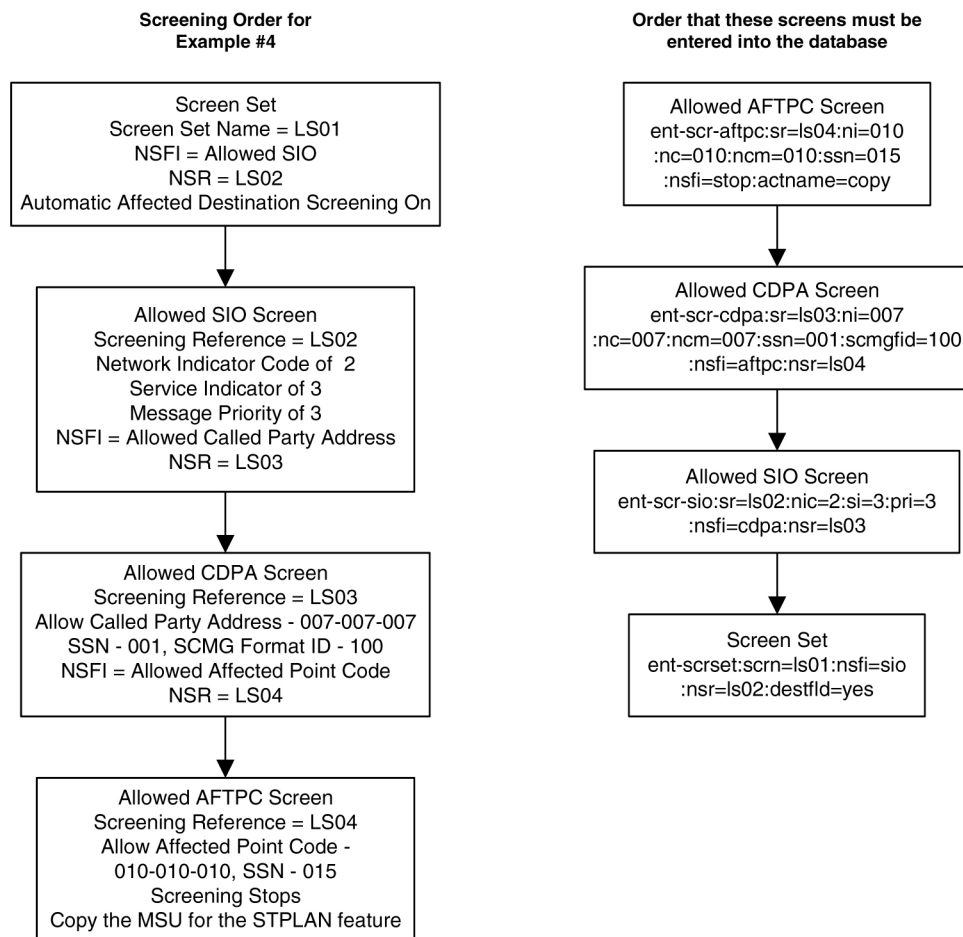 Screening Order for
Example #4
Screen Set
Screen Set Name = LS01
NSFI = Allowed SIO
NSR = LS02
Automatic Affected Destination Screening On
Allowed SIO Screen
Screening Reference = LS02
Network Indicator Code of 2
Service Indicator of 3
Message Priority of 3
NSFI = Allowed Called Party Address
NSR = LS03
Allowed CDPA Screen
Screening Reference = LS03
Allow Called Party Address - 007-007-007
SSN - 001, SCMG Format ID - 100
NSFI = Allowed Affected Point Code
NSR = LS04
Allowed AFTPC Screen
Screening Reference = LS04
Allow Affected Point Code -
010-010-010, SSN - 015
Screening Stops
Copy the MSU for the STPLAN feature
Order that these screens must be
entered into the database
Allowed AFTPC Screen
ent-scr-aftpc:sr=ls04:ni=010
:nc=010:ncm=010:ssn=015
:nsfi=stop:actname=copy
Allowed CDPA Screen
ent-scr-cdpa:sr=ls03:ni=007
:nc=007:ncm=007:ssn=001:scmgfid=100
:nsfi=aftpc:nsr=ls04
Allowed SIO Screen
ent-scr-sio:sr=ls02:nic=2:si=3:pri=3
:nsfi=cdpa:nsr=ls03
Screen Set
ent-scrset:scrn=ls01:nsfi=sio
:nsr=ls02:destfld=yes